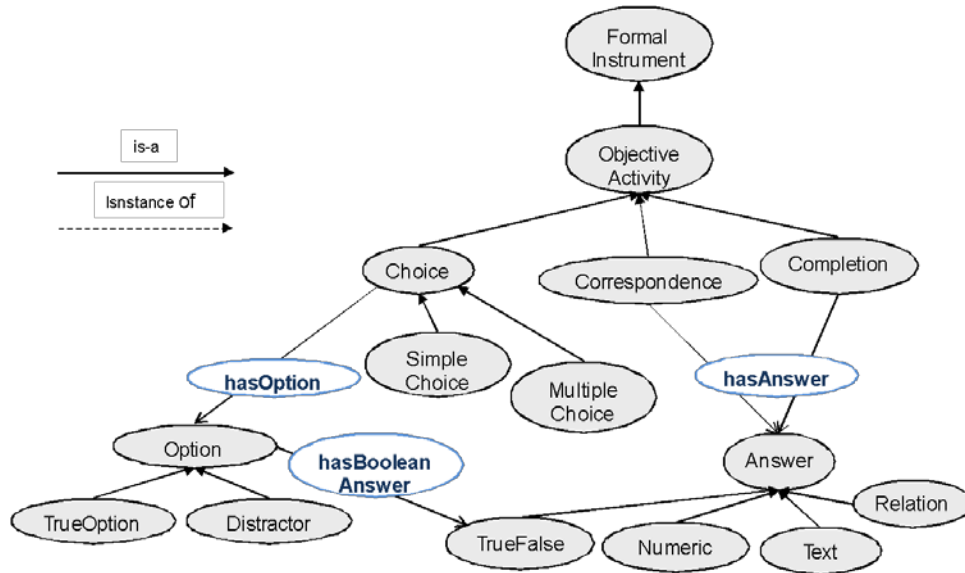 Formal
Instrument
is-a
Objective
Activity
Isnstance Of
Choice
Correspondence
Completion
Simple
Choice
Multiple
Choice
hasOption
hasAnswer
Option
hasBoolean
Answer
Answer
TrueOption
Distractor
TrueFalse
Numeric
Text
Relation